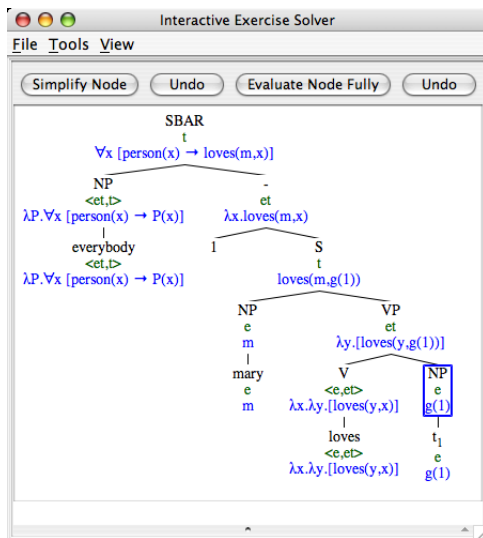 Interactive Exercise Solver
File Tools View
Simplify Node Undo Evaluate Node Fully Undo
SBAR
t
∀x [person(x) → loves(m,x)]
NP -
<et,t> et
λP.∀x [person(x) → P(x)] λx.loves(m,x)
everybody 1 S
<et,t> t
λP.∀x [person(x) → P(x)] loves(m,g(1))
NP VP
e et
m λy.[loves(y,g(1))]
mary V NP
e <e,et> e
m λx.λy.[loves(y,x)] g(1)
loves t₁
<e,et> e
λx.λy.[loves(y,x)] g(1)